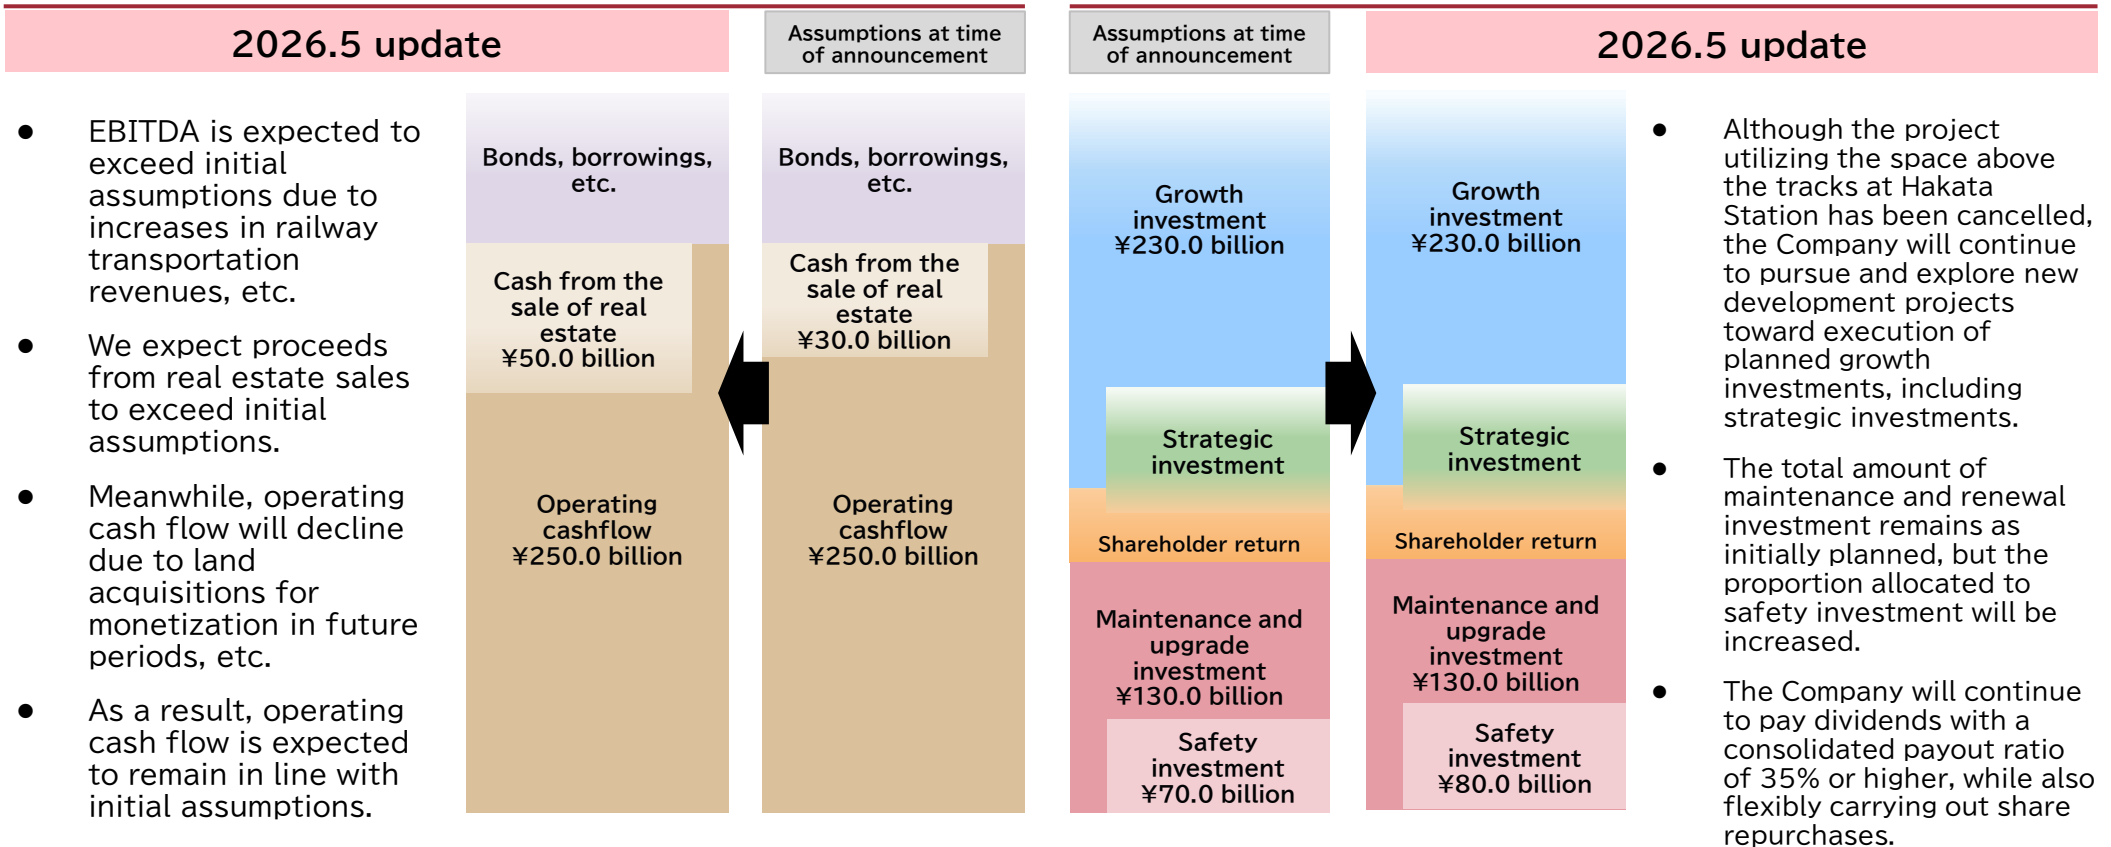 2026.5 update
Assumptions at time
of announcement
Assumptions at time
of announcement
2026.5 update
● EBITDA is expected to
exceed initial
assumptions due to
increases in railway
transportation
revenues, etc.
● We expect proceeds
from real estate sales
to exceed initial
assumptions.
● Meanwhile, operating
cash flow will decline
due to land
acquisitions for
monetization in future
periods, etc.
● As a result, operating
cash flow is expected
to remain in line with
initial assumptions.
Bonds, borrowings,
etc.
Cash from the
sale of real
estate
¥50.0 billion
Operating
cashflow
¥250.0 billion
Bonds, borrowings,
etc.
Cash from the
sale of real
estate
¥30.0 billion
Operating
cashflow
¥250.0 billion
Growth
investment
¥230.0 billion
Strategic
investment
Shareholder return
Maintenance and
upgrade
investment
¥130.0 billion
Safety
investment
¥70.0 billion
Growth
investment
¥230.0 billion
Strategic
investment
Shareholder return
Maintenance and
upgrade
investment
¥130.0 billion
Safety
investment
¥80.0 billion
● Although the project
utilizing the space above
the tracks at Hakata
Station has been cancelled,
the Company will continue
to pursue and explore new
development projects
toward execution of
planned growth
investments, including
strategic investments.
● The total amount of
maintenance and renewal
investment remains as
initially planned, but the
proportion allocated to
safety investment will be
increased.
● The Company will continue
to pay dividends with a
consolidated payout ratio
of 35% or higher, while also
flexibly carrying out share
repurchases.